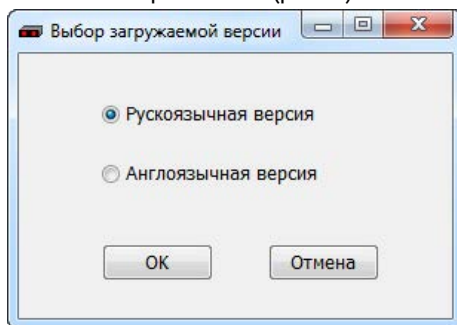 Выбор загружаемой версии
Рускоязычная версия
Англоязычная версия
OK Отмена